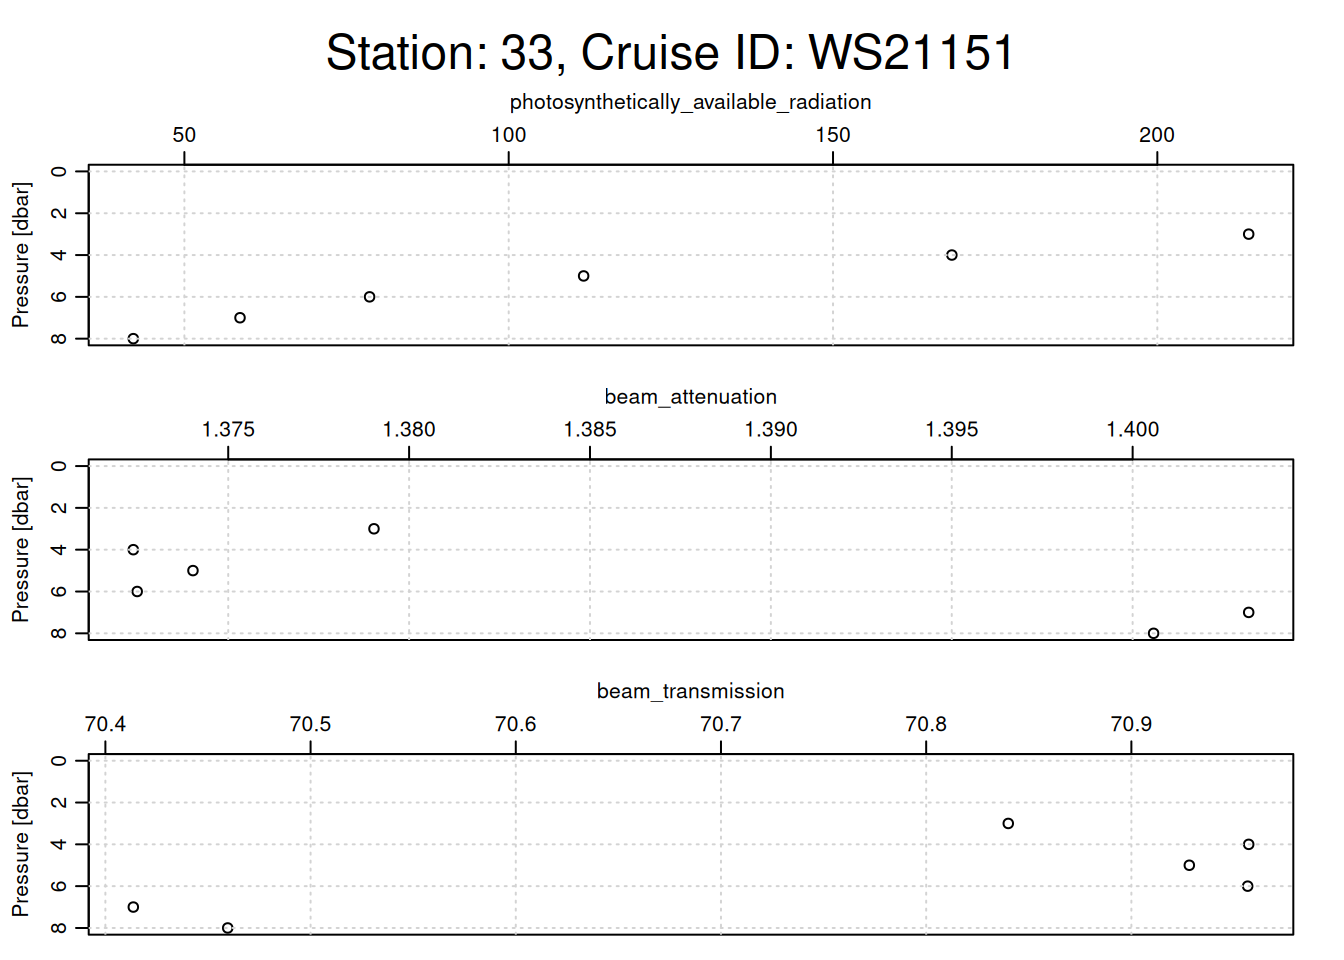 Station: 33, Cruise ID: WS21151
photosynthetically_available_radiation
50 100 150 200
Pressure [dbar]
0
2
4
6
8
beam_attenuation
1.375 1.380 1.385 1.390 1.395 1.400
Pressure [dbar]
0
2
4
6
8
beam_transmission
70.4 70.5 70.6 70.7 70.8 70.9
Pressure [dbar]
0
2
4
6
8